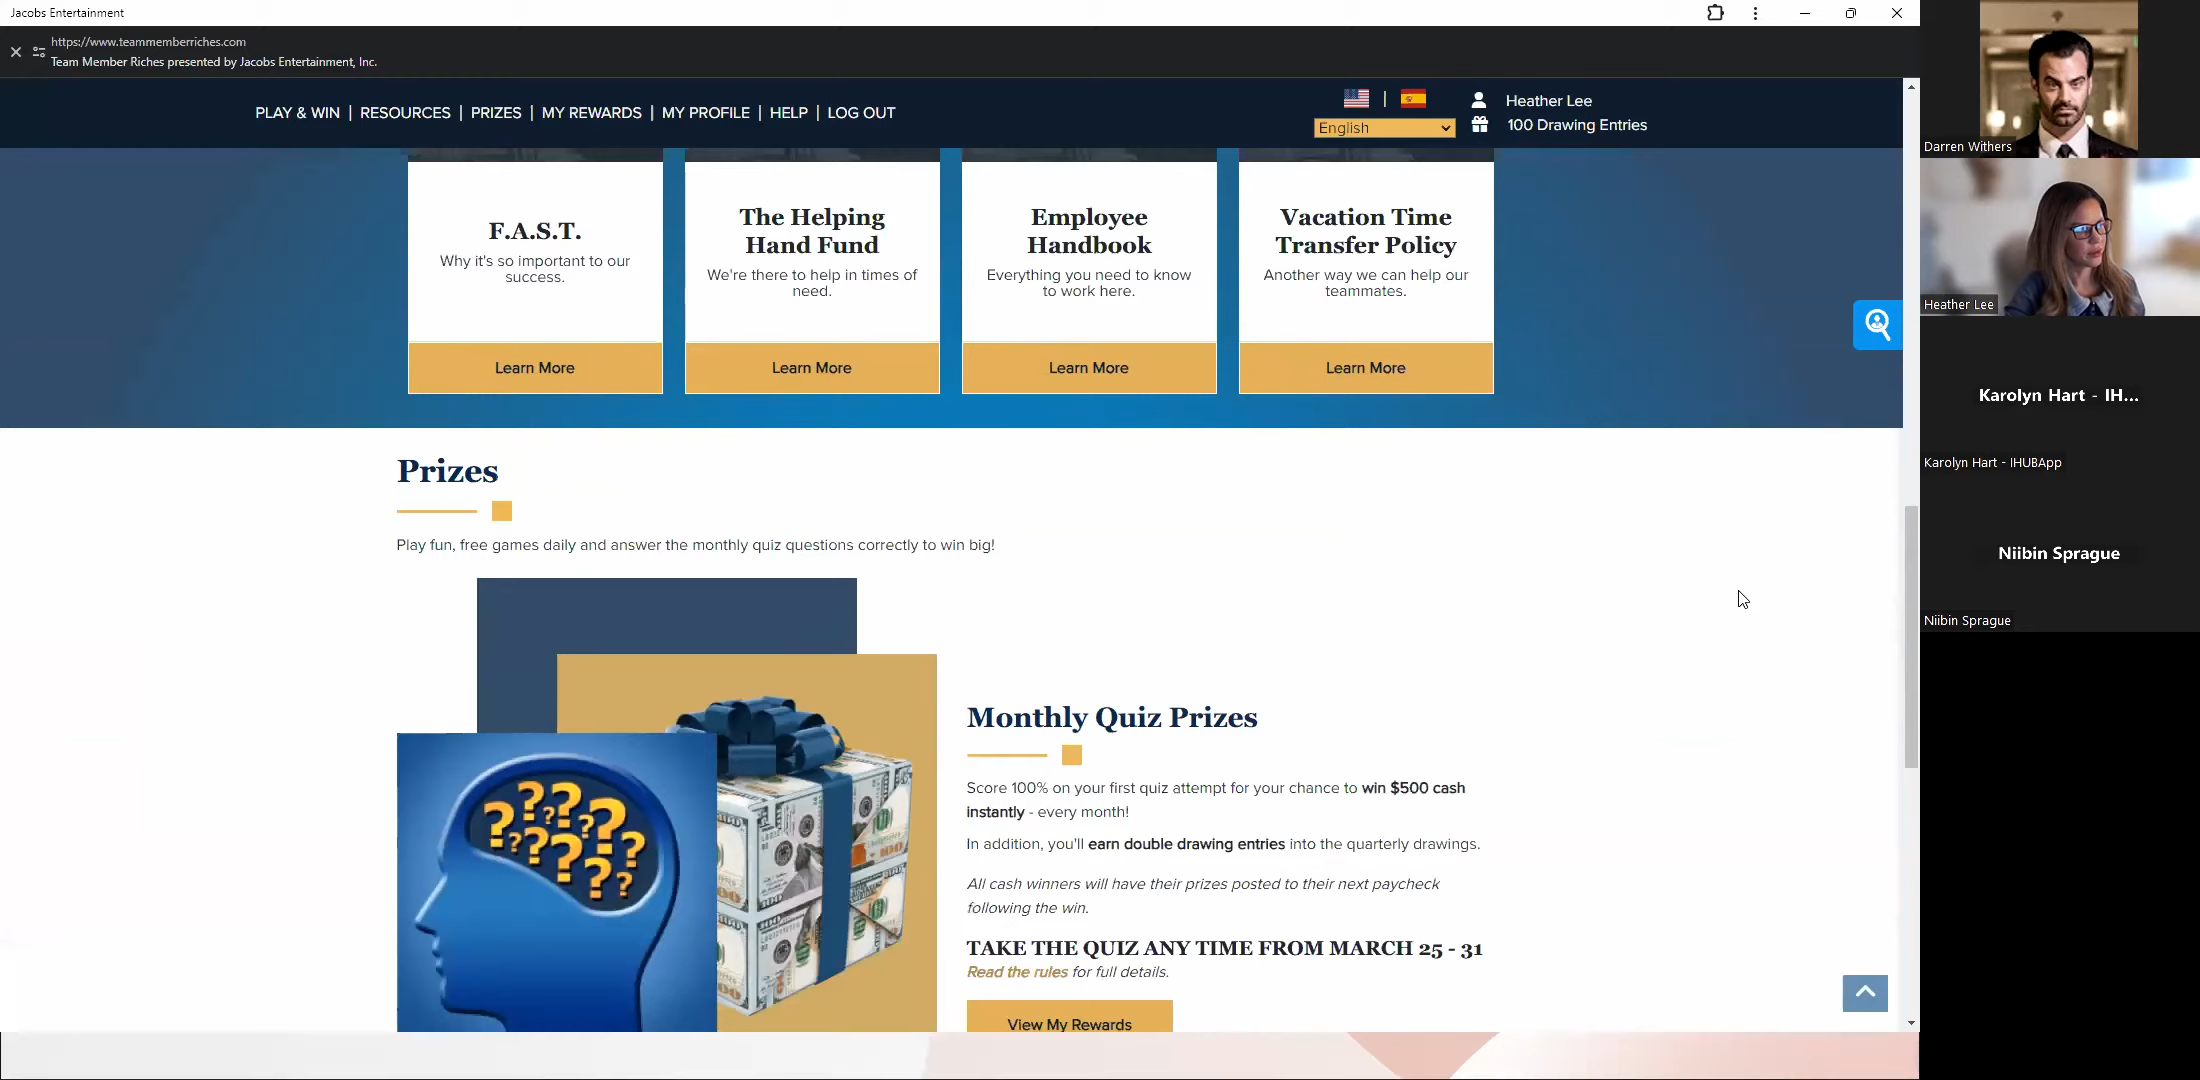 Jacobs Entertainment
https://www.teammemberriches.com
Team Member Riches presented by Jacobs Entertainment, Inc.
PLAY & WIN | RESOURCES | PRIZES | MY REWARDS | MY PROFILE | HELP | LOG OUT
|
English
Heather Lee
100 Drawing Entries
F.A.S.T.
Why it's so important to our
success.
Learn More
The Helping
Hand Fund
We're there to help in times of
need.
Learn More
Employee
Handbook
Everything you need to know
to work here.
Learn More
Vacation Time
Transfer Policy
Another way we can help our
teammates.
Learn More
Prizes
Play fun, free games daily and answer the monthly quiz questions correctly to win big!
Monthly Quiz Prizes
Score 100% on your first quiz attempt for your chance to win $500 cash
instantly - every month!
In addition, you'll earn double drawing entries into the quarterly drawings.
All cash winners will have their prizes posted to their next paycheck
following the win.
TAKE THE QUIZ ANY TIME FROM MARCH 25 - 31
Read the rules for full details.
View My Rewards
Darren Withers
Heather Lee
Karolyn Hart - IH...
Karolyn Hart - IHUBApp
Niibin Sprague
Niibin Sprague